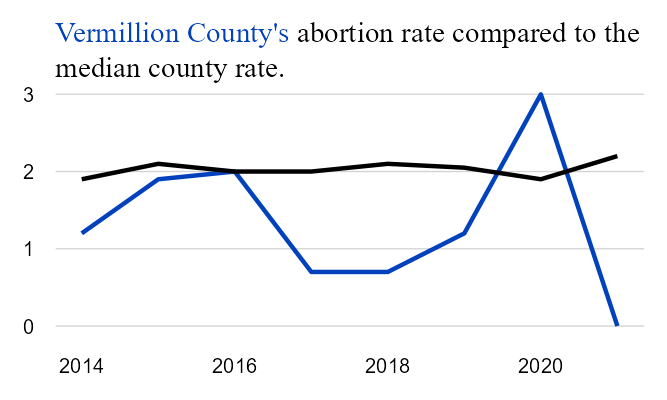 Vermillion County's abortion rate compared to the
median county rate.
3
2
1
0
2014 2016 2018 2020